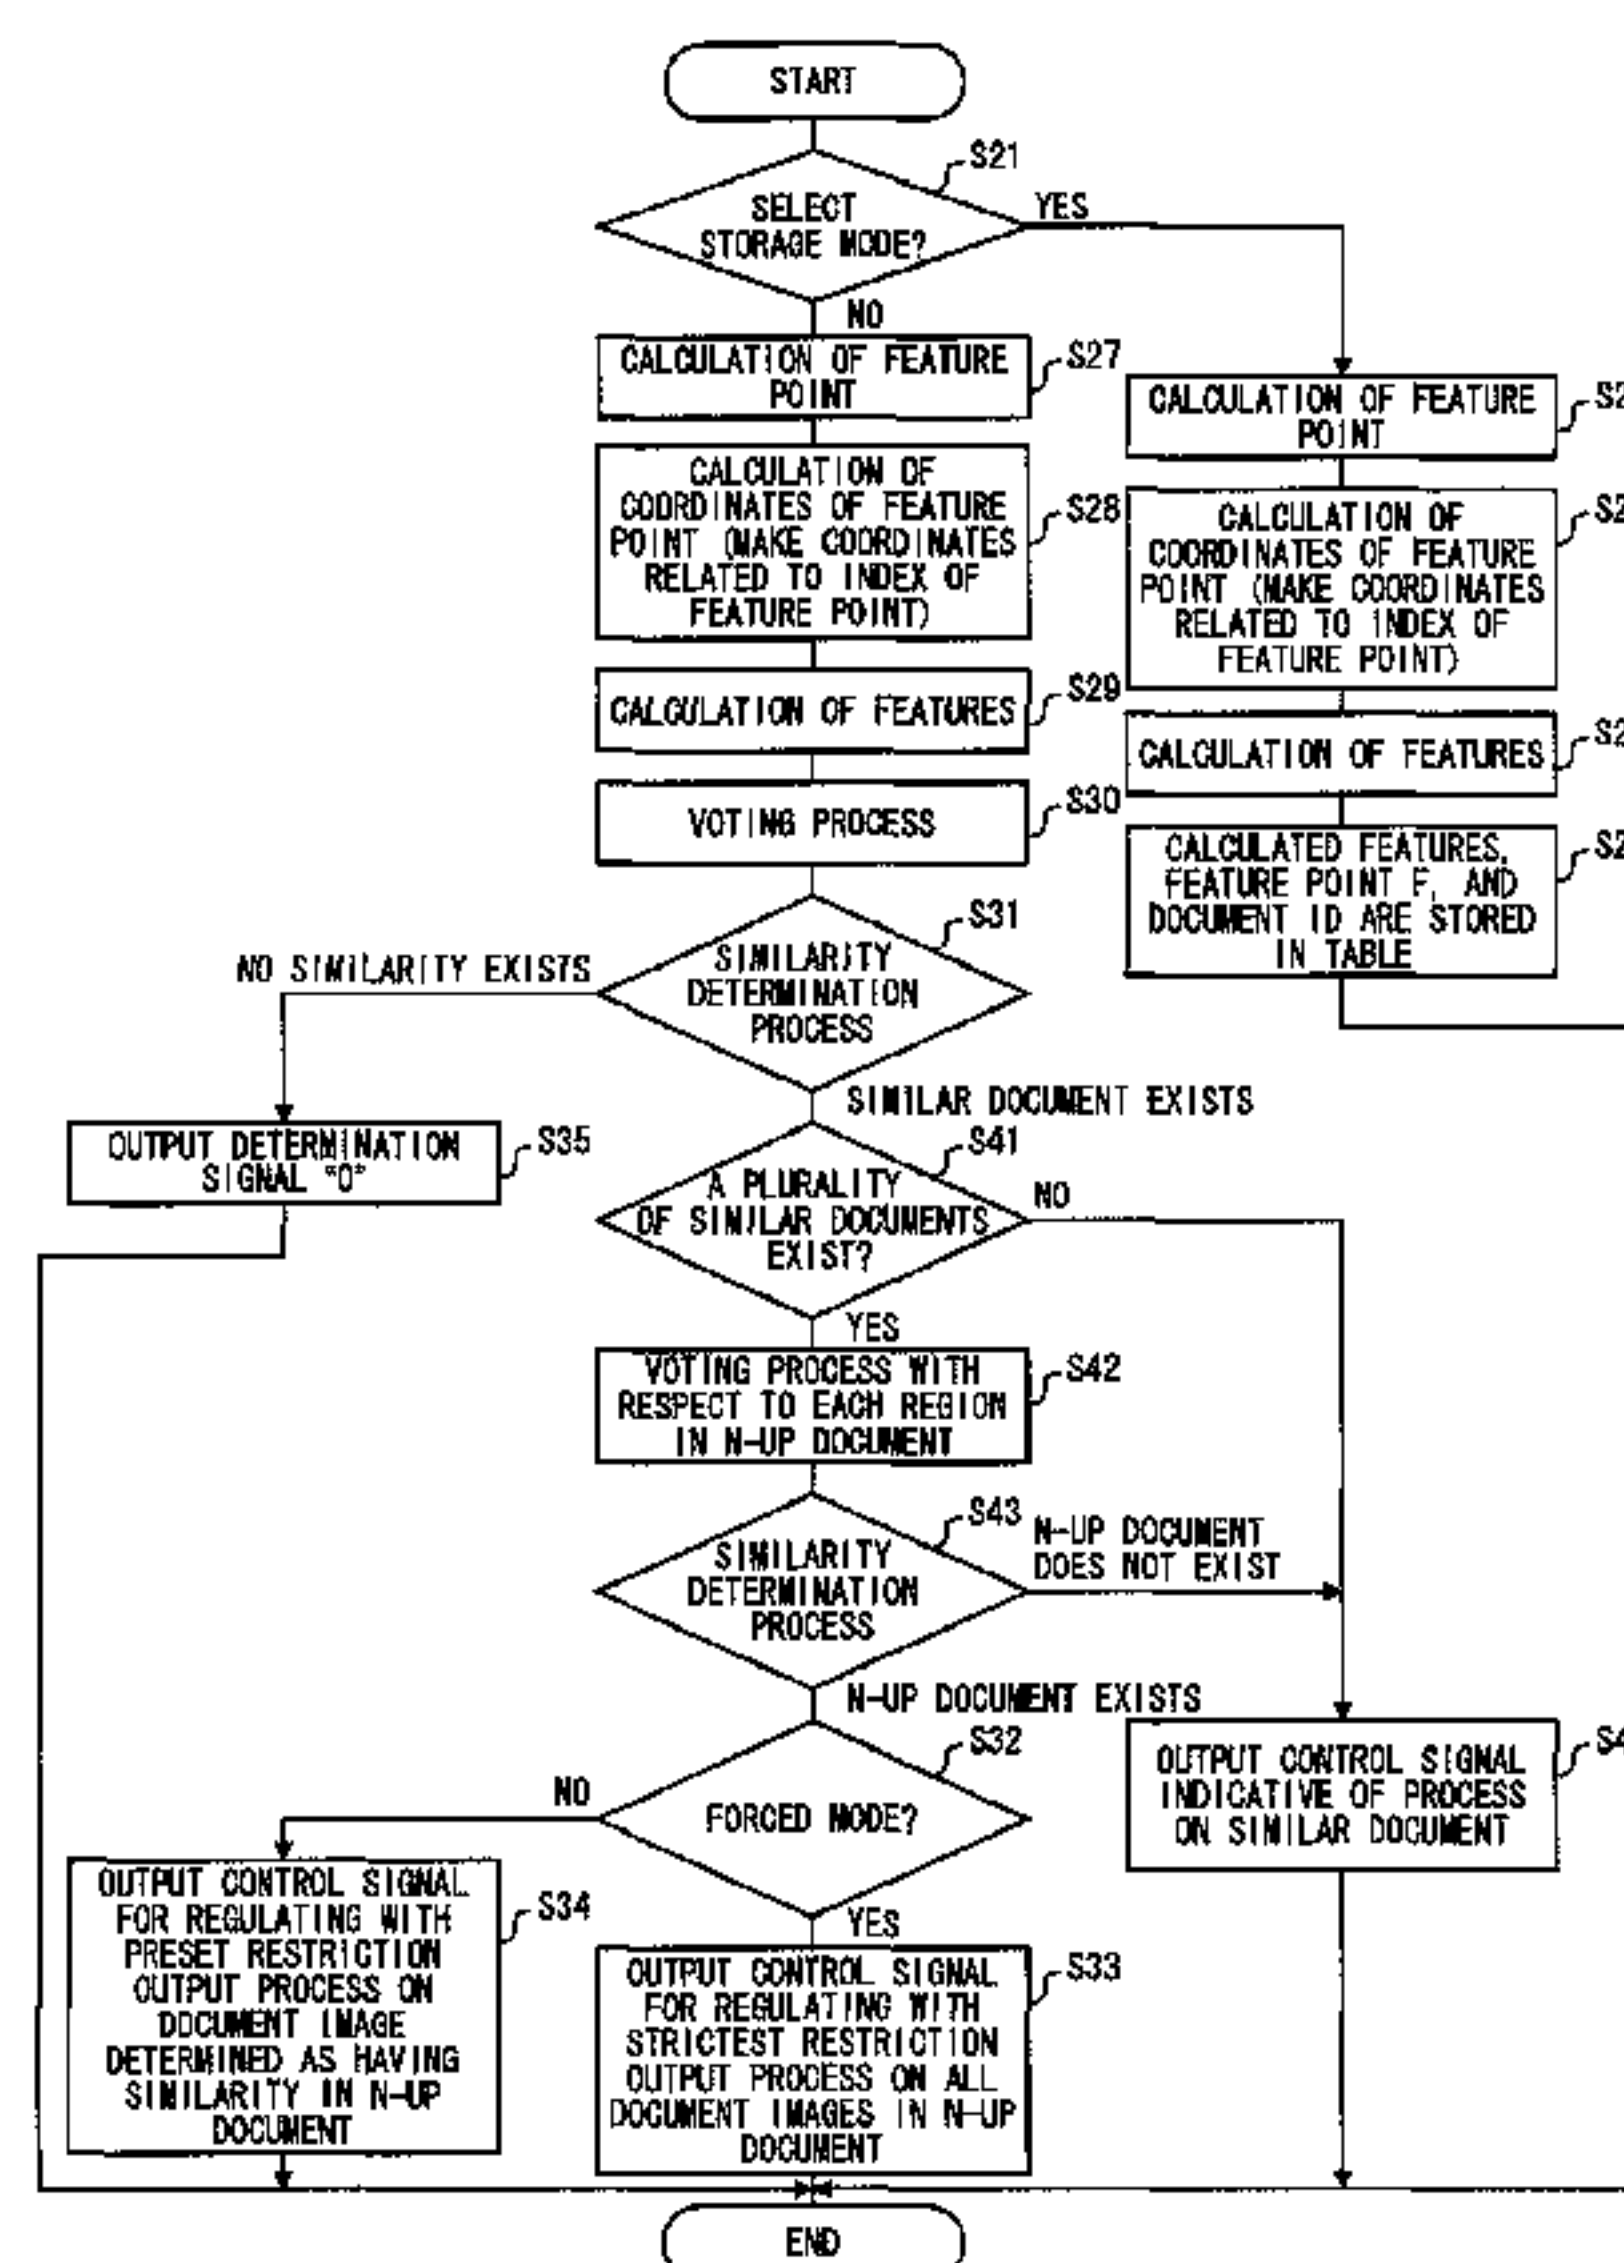 START
S21
SELECT
STORAGE MODE?
YES
NO
CALCULATION OF FEATURE
POINT
S27
CALCULATION OF
COORDINATES OF FEATURE
POINT (MAKE COORDINATES
RELATED TO INDEX OF
FEATURE POINT)
S28
CALCULATION OF FEATURES
S29
VOTING PROCESS
S30
CALCULATION OF FEATURE
POINT
CALCULATION OF
COORDINATES OF FEATURE
POINT (MAKE COORDINATES
RELATED TO INDEX OF
FEATURE POINT)
CALCULATION OF FEATURES
CALCULATED FEATURES,
FEATURE POINT F, AND
DOCUMENT ID ARE STORED
IN TABLE
S31
SIMILARITY
DETERMINATION
PROCESS
NO SIMILARITY EXISTS
SIMILAR DOCUMENT EXISTS
OUTPUT DETERMINATION
SIGNAL "0"
S35
S41
A PLURALITY
OF SIMILAR DOCUMENTS
EXIST?
NO
YES
VOTING PROCESS WITH
RESPECT TO EACH REGION
IN N-UP DOCUMENT
S42
S43
SIMILARITY
DETERMINATION
PROCESS
N-UP DOCUMENT
DOES NOT EXIST
N-UP DOCUMENT EXISTS
S32
FORCED MODE?
NO
YES
OUTPUT CONTROL SIGNAL
INDICATIVE OF PROCESS
ON SIMILAR DOCUMENT
OUTPUT CONTROL SIGNAL
FOR REGULATING WITH
PRESET RESTRICTION
OUTPUT PROCESS ON
DOCUMENT IMAGE
DETERMINED AS HAVING
SIMILARITY IN N-UP
DOCUMENT
S34
OUTPUT CONTROL SIGNAL
FOR REGULATING WITH
STRICTEST RESTRICTION
OUTPUT PROCESS ON ALL
DOCUMENT IMAGES IN N-UP
DOCUMENT
S33
END